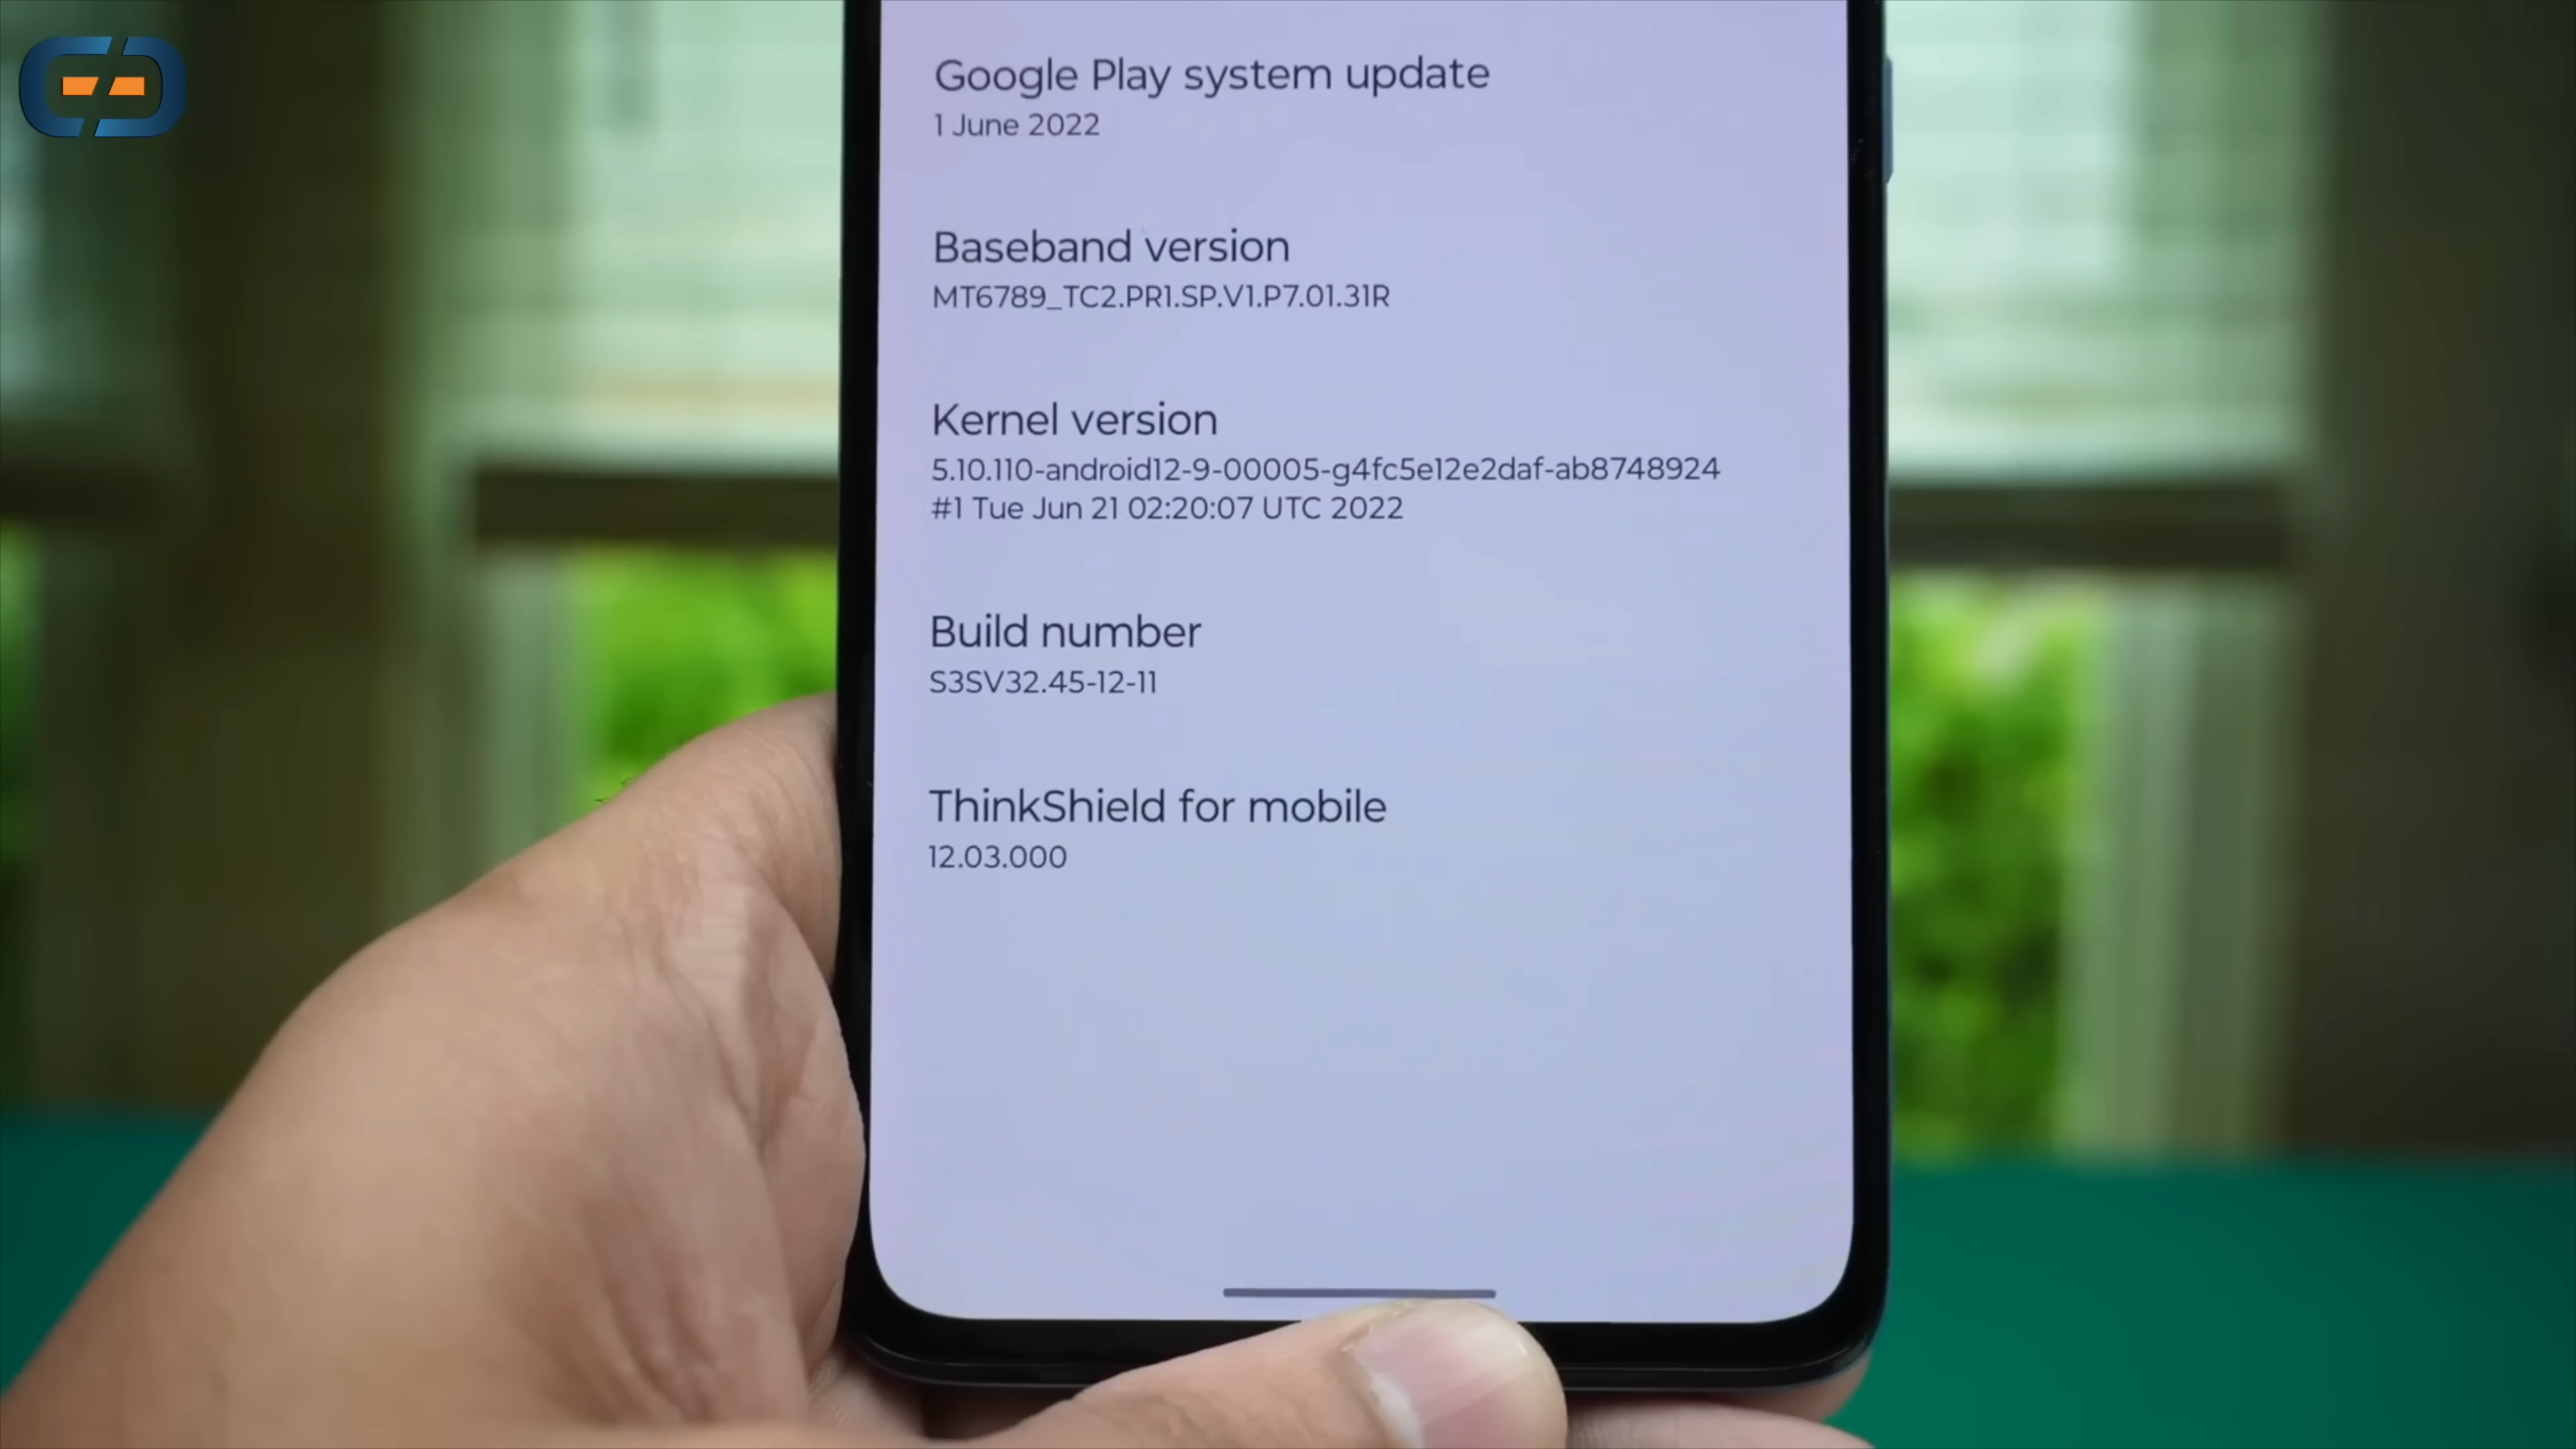 Google Play system update
1 June 2022
Baseband version
MT6789_TC2.PR1.SP.V1.P7.01.31R
Kernel version
5.10.110-android12-9-00005-g4fc5e12e2daf-ab8748924
#1 Tue Jun 21 02:20:07 UTC 2022
Build number
S3SV32.45-12-11
ThinkShield for mobile
12.03.000